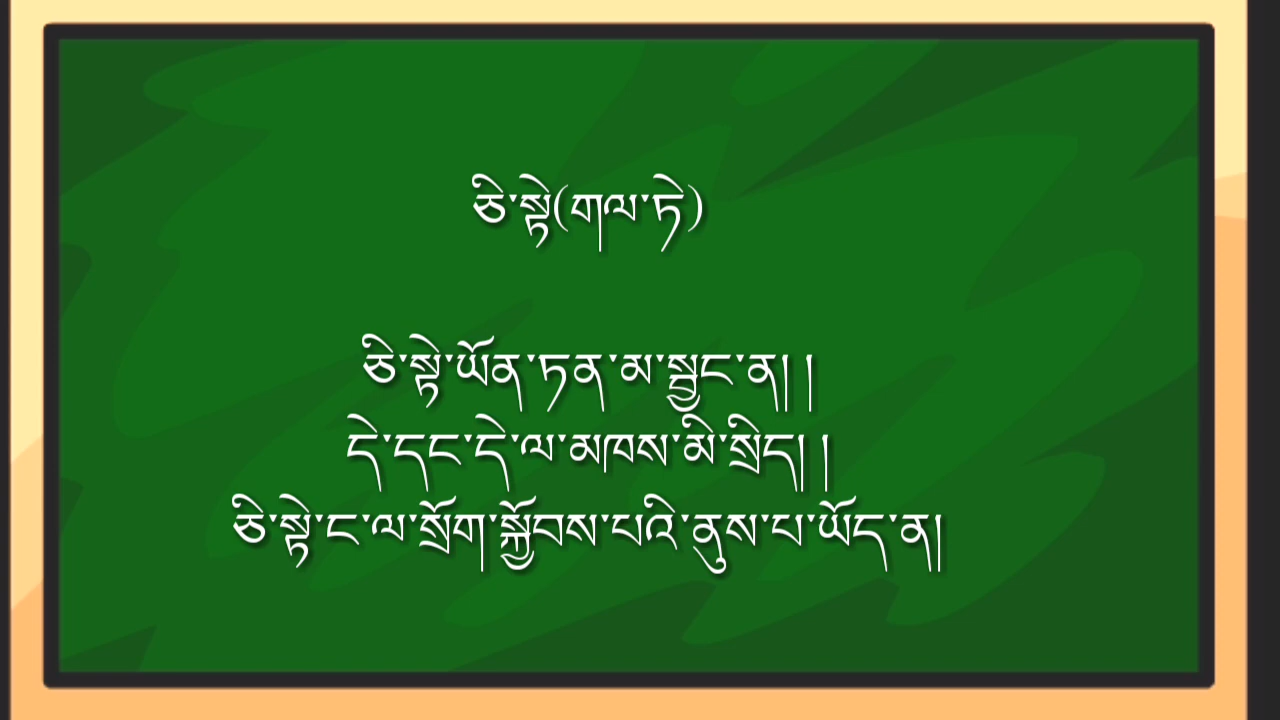 ཅི་སྟེ(གལ་ཏེ)
ཅི་སྟེ་ཡོན་ཏན་མ་སྦྱང་ན། །
དེ་དང་དེ་ལ་མཁས་མི་སྲིད། །
ཅི་སྟེ་ང་ལ་སྲོག་སྐྱོབས་པའི་ནུས་པ་ཡོད་ན།